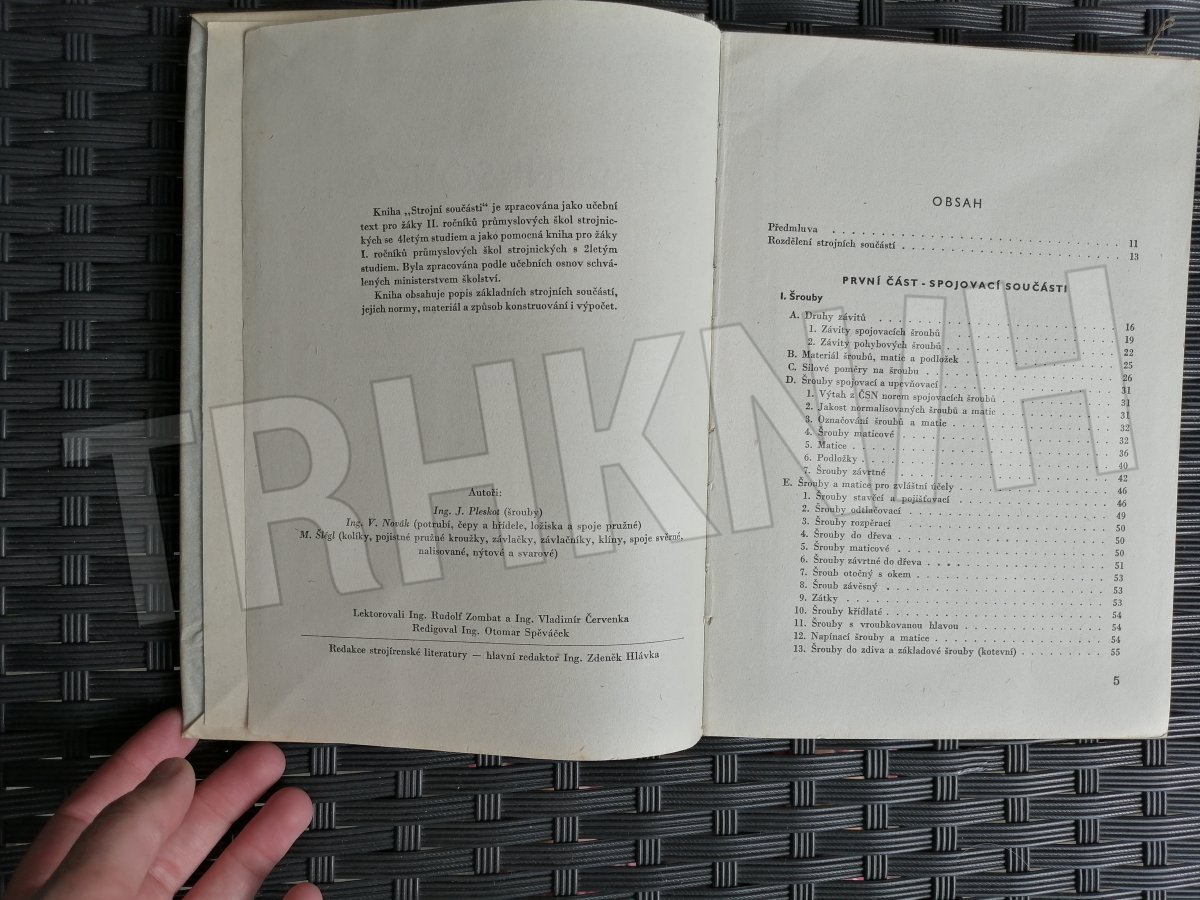 Kniha ,,Strojní součásti" je zpracována jako učební
text pro žáky II. ročníků průmyslových škol strojnic-
kých se 4letým studiem a jako pomocná kniha pro žáky
I. ročníků průmyslových škol strojnických s 2letým
studiem. Byla zpracována podle učebních osnov schvá-
lených ministerstvem školství.
Kniha obsahuje popis základních strojních součástí,
jejich normy, materiál a způsob konstruování i výpočet.
Autoři:
Ing. J. Pleskot (šrouby)
Ing. V. Novák (potrubí, čepy a hřídele, ložiska a spoje pružné)
M. Šlégl (kolíky, pojistné pružné kroužky, závlačky, závlačníky, klíny, spoje svěrné,
nalisované, nýtové a svarové)
Lektorovali Ing. Rudolf Zombat a Ing. Vladimír Červenka
Redigoval Ing. Otomar Spěváček
Redakce strojírenské literatury — hlavní redaktor Ing. Zdeněk Hlávka
OBSAH
Předmluva 11
Rozdělení strojních součástí 13
PRVNÍ ČÁST - SPOJOVACÍ SOUČÁSTI
I. Šrouby
A. Druhy závitů 16
1. Závity spojovacích šroubů 19
2. Závity pohybových šroubů 22
B. Materiál šroubů, matic a podložek 25
C. Silové poměry na šroubu 26
D. Šrouby spojovací a upevňovací 31
1. Výtah z ČSN norem spojovacích šroubů 31
2. Jakost normalisovaných šroubů a matic 31
3. Označování šroubů a matic 32
4. Šrouby maticové 32
5. Matice 36
6. Podložky 40
7. Šrouby závrtné 42
E. Šrouby a matice pro zvláštní účely 46
1. Šrouby stavěcí a pojišťovací 46
2. Šrouby odtlačovací 49
3. Šrouby rozpěrací 50
4. Šrouby do dřeva 50
5. Šrouby maticové 50
6. Šrouby závrtné do dřeva 51
7. Šroub otočný s okem 53
8. Šroub závěsný 53
9. Zátky 53
10. Šrouby křídlaté 54
11. Šrouby s vroubkovanou hlavou 54
12. Napínací šrouby a matice 54
13. Šrouby do zdiva a základové šrouby (kotevní) 55
5
TRHKNIH